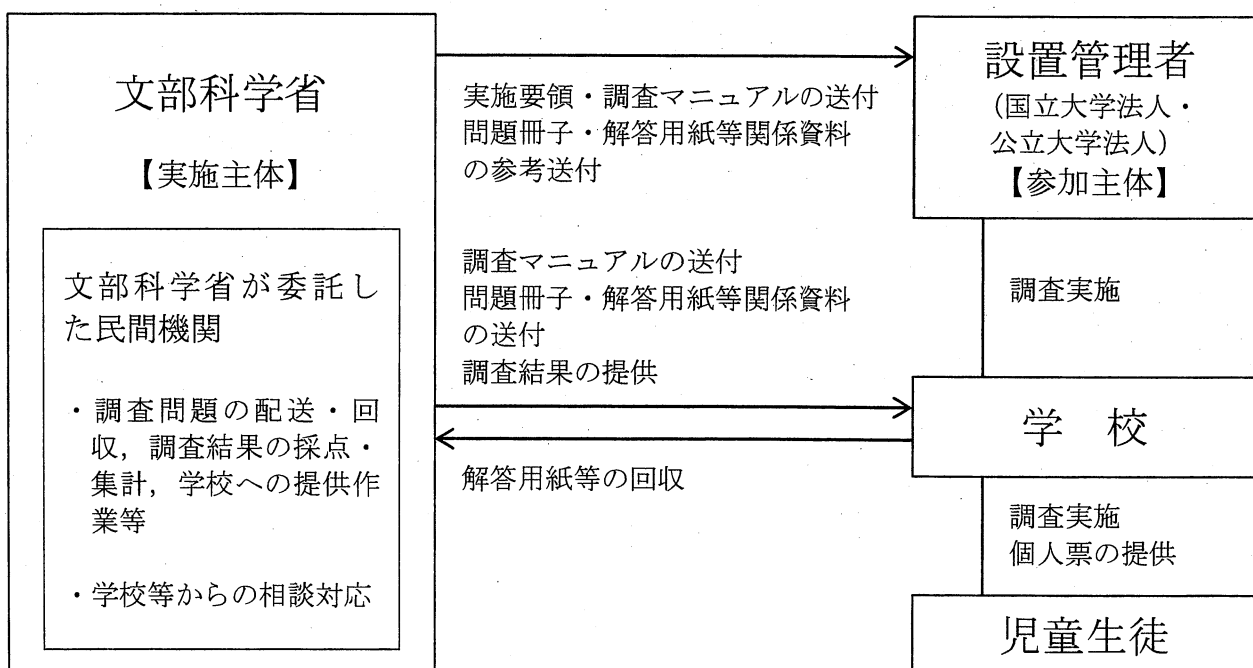 文部科学省
【実施主体】
文部科学省が委託し
た民間機関
・調査問題の配送・回
収，調査結果の採点・
集計，学校への提供作
業等
・学校等からの相談対応
実施要領・調査マニュアルの送付
問題冊子・解答用紙等関係資料
の参考送付
調査マニュアルの送付
問題冊子・解答用紙等関係資料
の送付
調査結果の提供
解答用紙等の回収
設置管理者
（国立大学法人・
公立大学法人）
【参加主体】
調査実施
学　校
調査実施
個人票の提供
児童生徒